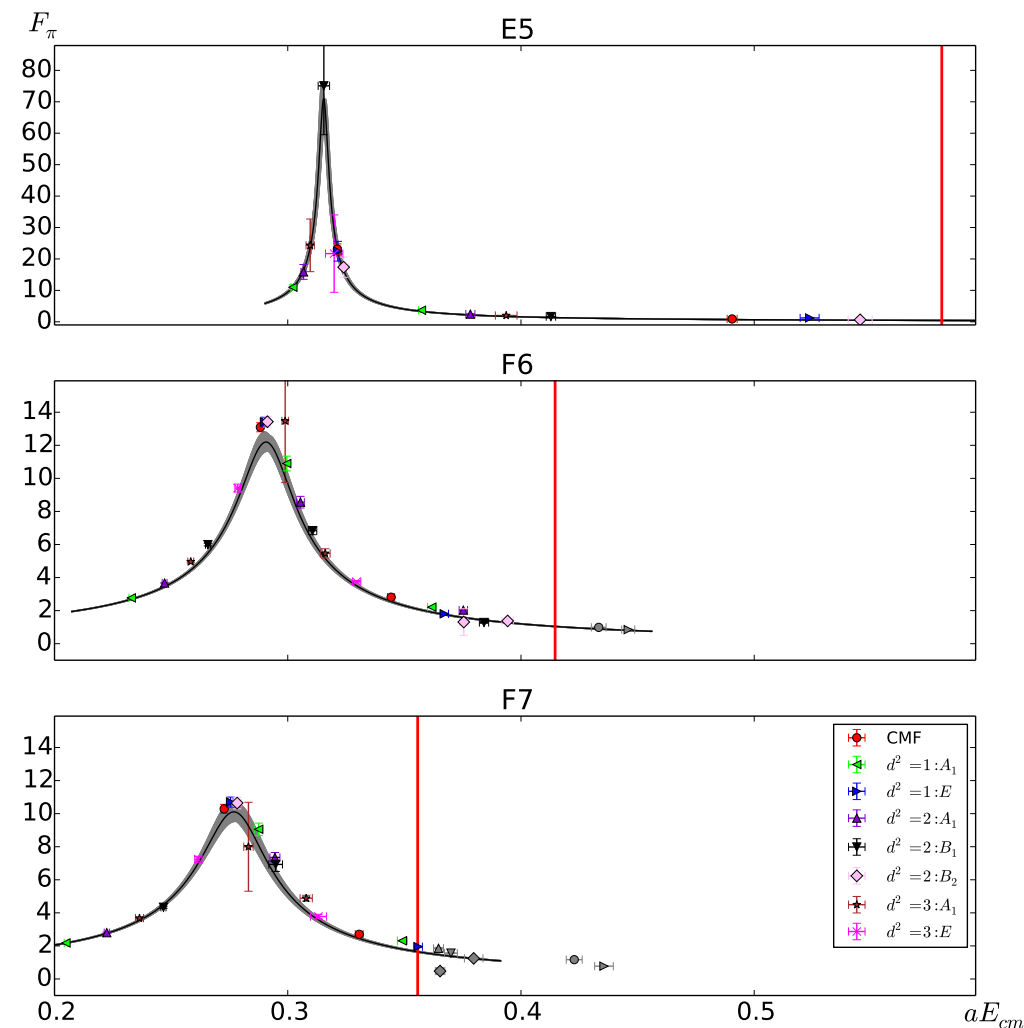 F_π
E5
80
70
60
50
40
30
20
10
0
F6
14
12
10
8
6
4
2
0
F7
14
12
10
8
6
4
2
0
CMF
d² =1:A₁
d² =1:E
d² =2:A₁
d² =2:B₁
d² =2:B₂
d² =3:A₁
d² =3:E
0.2 0.3 0.4 0.5 aE_cm